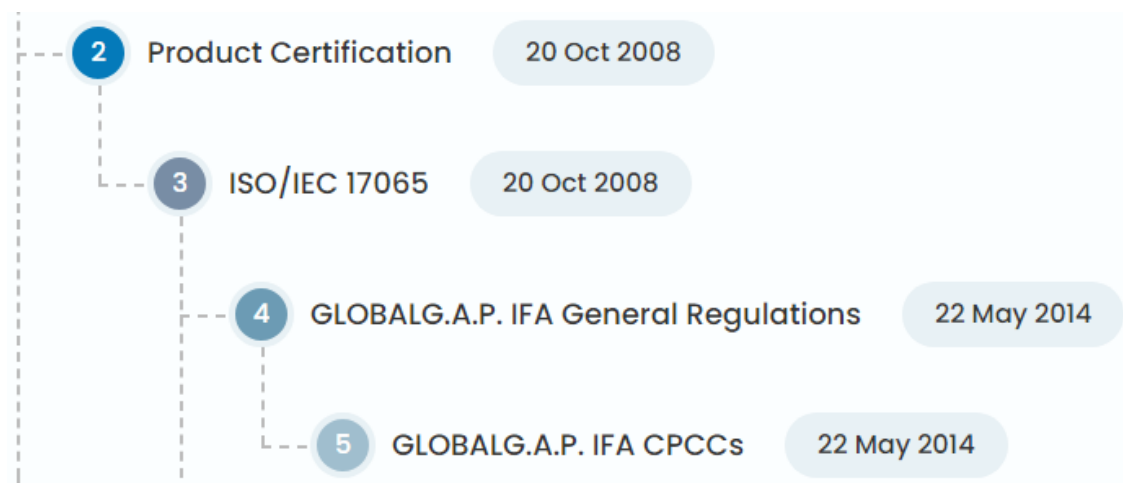 2 Product Certification 20 Oct 2008
3 ISO/IEC 17065 20 Oct 2008
4 GLOBALG.A.P. IFA General Regulations 22 May 2014
5 GLOBALG.A.P. IFA CPCCs 22 May 2014